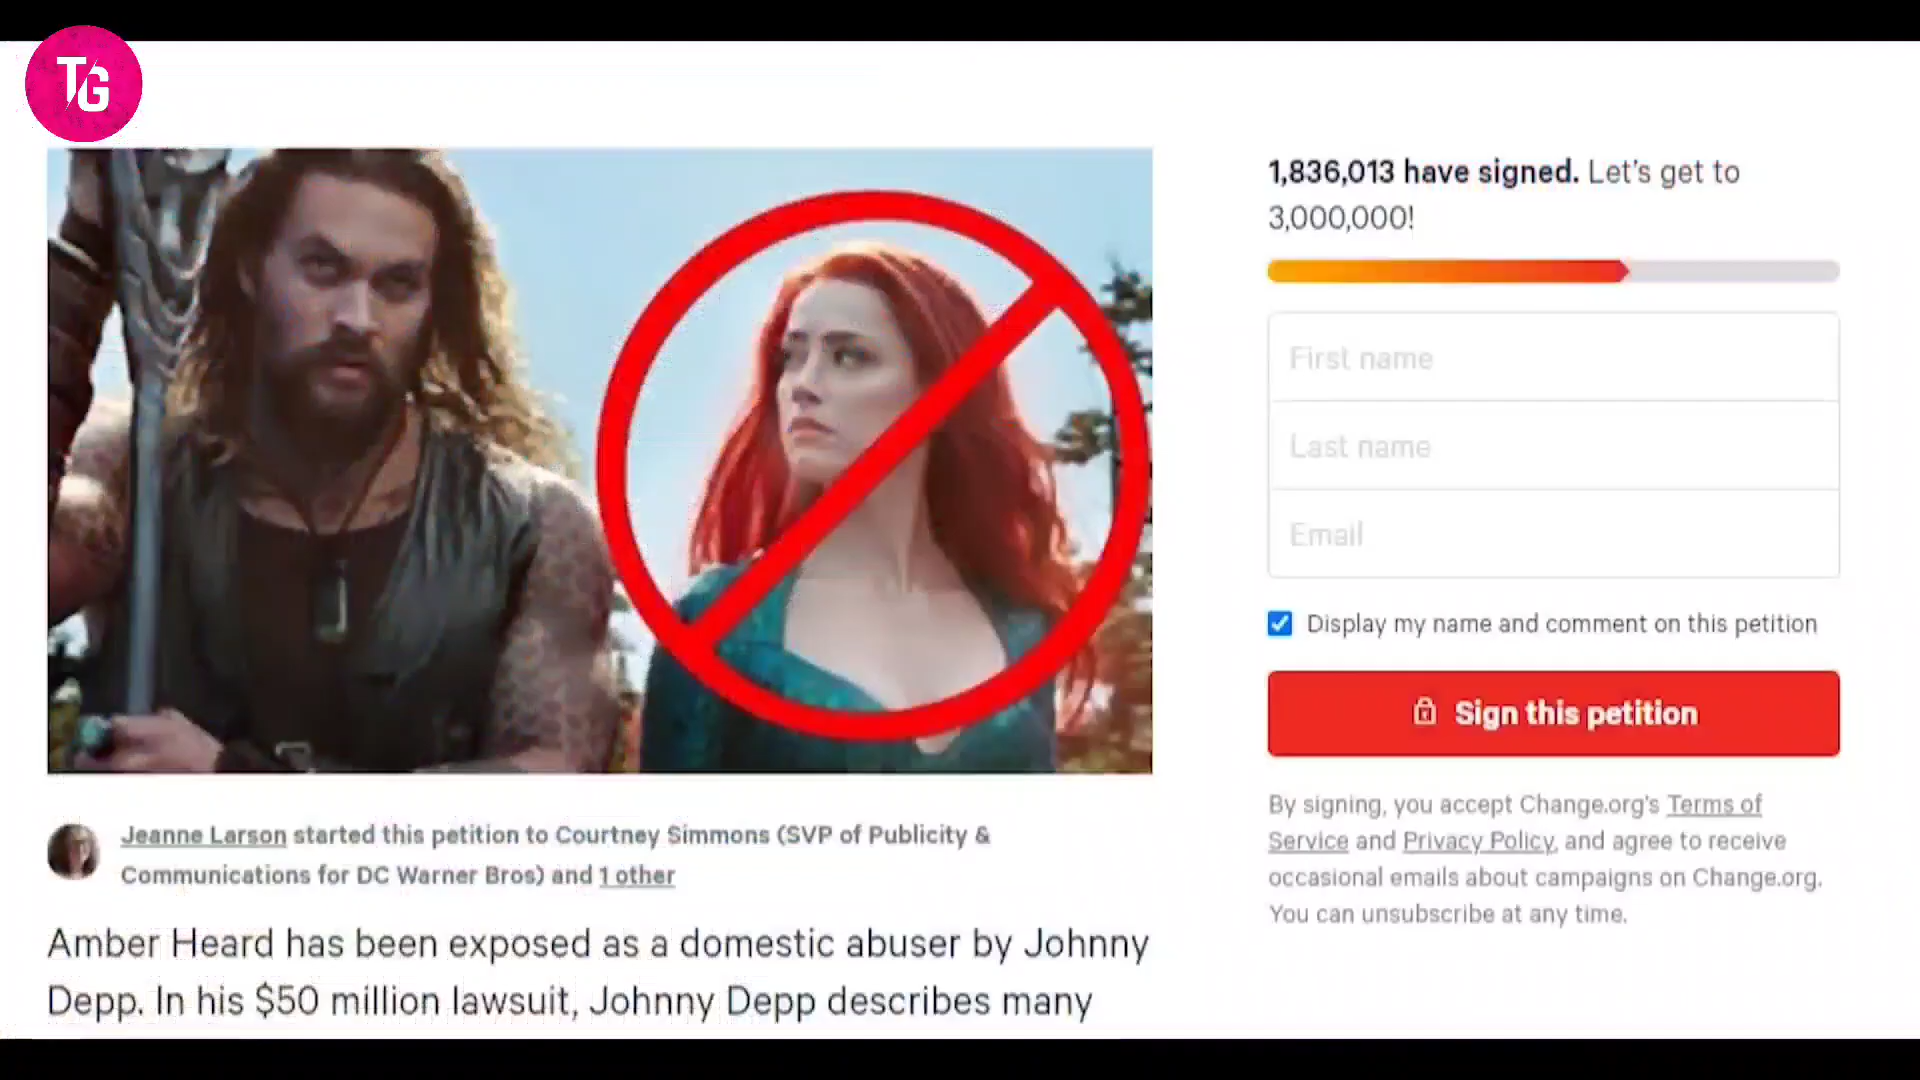 TG
1,836,013 have signed. Let's get to
3,000,000!
First name
Last name
Email
Display my name and comment on this petition
Sign this petition
By signing, you accept Change.org's Terms of
Service and Privacy Policy, and agree to receive
occasional emails about campaigns on Change.org.
You can unsubscribe at any time.
Jeanne Larson started this petition to Courtney Simmons (SVP of Publicity &
Communications for DC Warner Bros) and 1 other
Amber Heard has been exposed as a domestic abuser by Johnny
Depp. In his $50 million lawsuit, Johnny Depp describes many